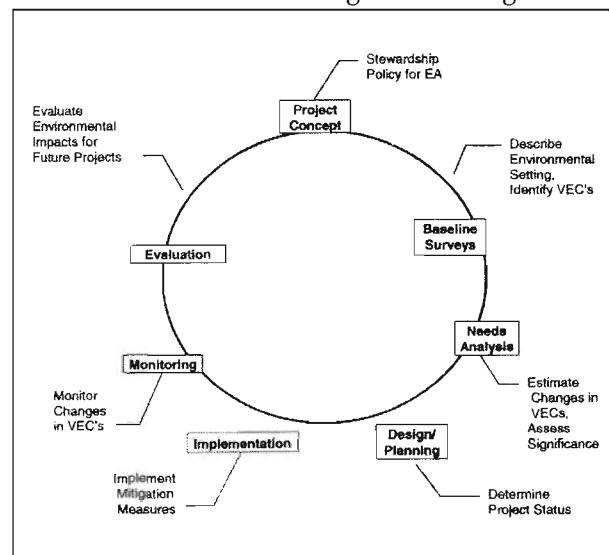 Stewardship
Policy for EA
Project
Concept
Evaluate
Environmental
Impacts for
Future Projects
Describe
Environmental
Setting,
Identify VEC's
Baseline
Surveys
Evaluation
Needs
Analysis
Monitoring
Estimate
Changes in
VECs,
Assess
Significance
Monitor
Changes
in VEC's
Design/
Planning
Implementation
Implement
Mitigation
Measures
Determine
Project Status